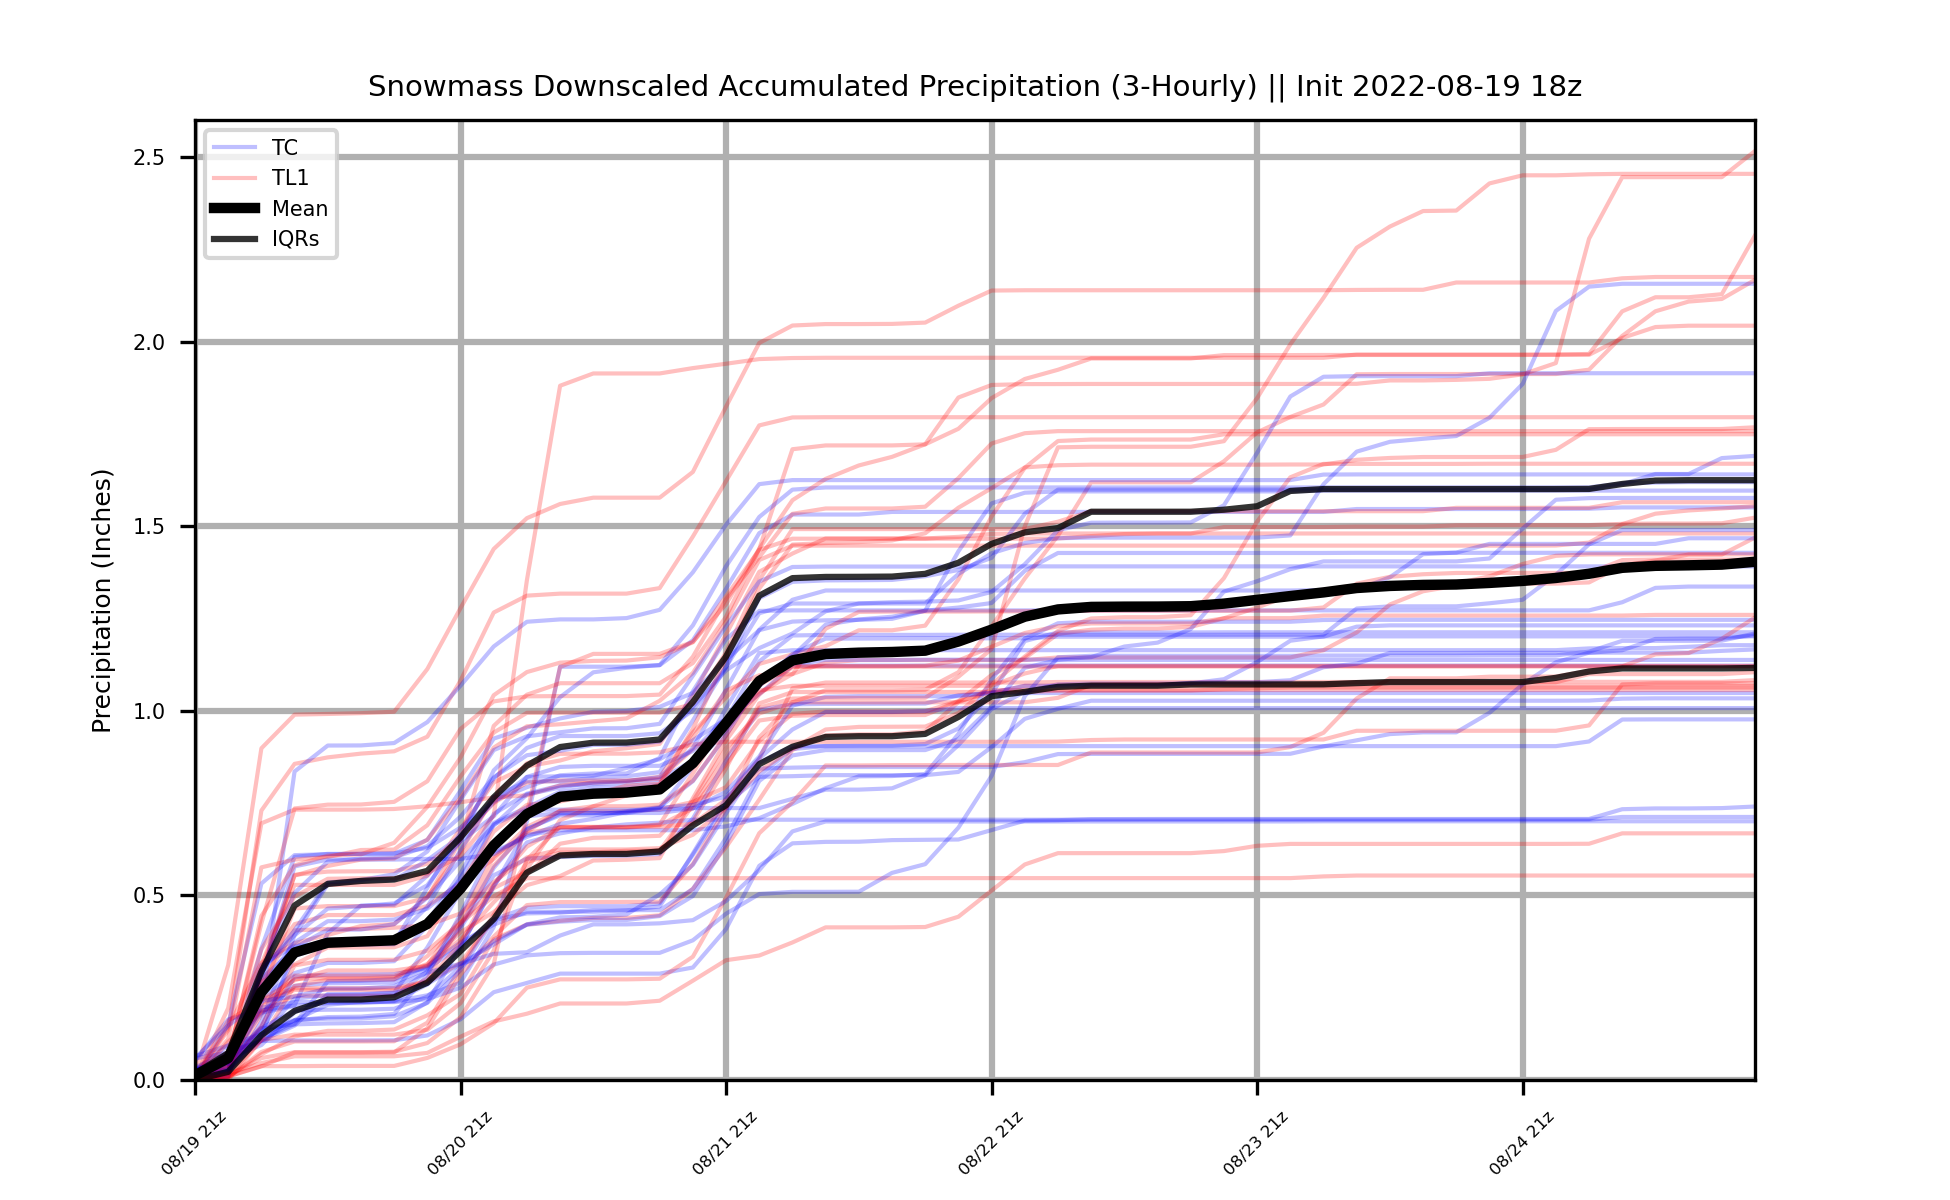 Snowmass Downscaled Accumulated Precipitation (3-Hourly) || Init 2022-08-19 18z
TC
TL1
Mean
IQRs
Precipitation (Inches)
2.5
2.0
1.5
1.0
0.5
0.0
08/19 21z
08/20 21z
08/21 21z
08/22 21z
08/23 21z
08/24 21z